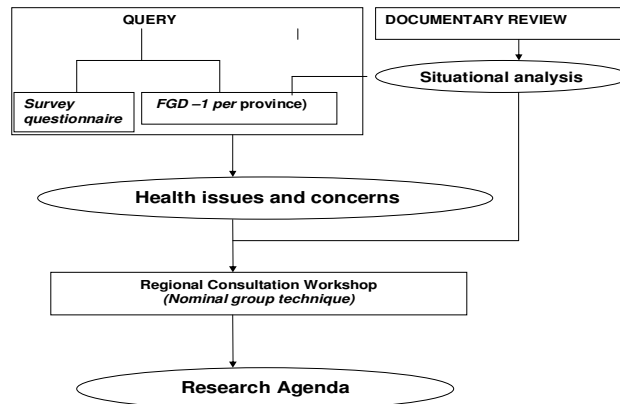 QUERY
DOCUMENTARY REVIEW
Situational analysis
Survey
questionnaire
FGD –1 per province)
Health issues and concerns
Regional Consultation Workshop
(Nominal group technique)
Research Agenda